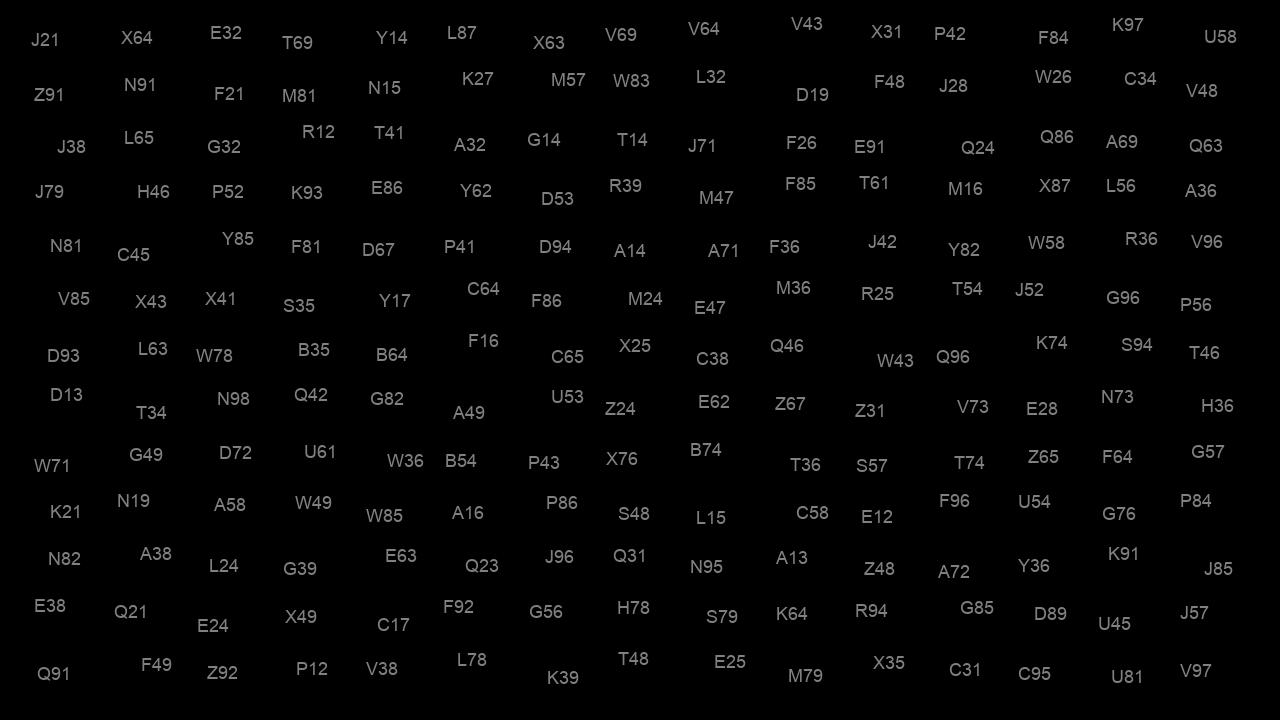 J21 X64 E32 T69 Y14 L87 X63 V69 V64 V43 X31 P42 F84 K97 U58
Z91 N91 F21 M81 N15 K27 M57 W83 L32 D19 F48 J28 W26 C34 V48
J38 L65 G32 R12 T41 A32 G14 T14 J71 F26 E91 Q24 Q86 A69 Q63
J79 H46 P52 K93 E86 Y62 D53 R39 M47 F85 T61 M16 X87 L56 A36
N81 C45 Y85 F81 D67 P41 D94 A14 A71 F36 J42 Y82 W58 R36 V96
V85 X43 X41 S35 Y17 C64 F86 M24 E47 M36 R25 T54 J52 G96 P56
D93 L63 W78 B35 B64 F16 C65 X25 C38 Q46 W43 Q96 K74 S94 T46
D13 T34 N98 Q42 G82 A49 U53 Z24 E62 Z67 Z31 V73 E28 N73 H36
W71 G49 D72 U61 W36 B54 P43 X76 B74 T36 S57 T74 Z65 F64 G57
K21 N19 A58 W49 W85 A16 P86 S48 L15 C58 E12 F96 U54 G76 P84
N82 A38 L24 G39 E63 Q23 J96 Q31 N95 A13 Z48 A72 Y36 K91 J85
E38 Q21 E24 X49 C17 F92 G56 H78 S79 K64 R94 G85 D89 U45 J57
Q91 F49 Z92 P12 V38 L78 K39 T48 E25 M79 X35 C31 C95 U81 V97